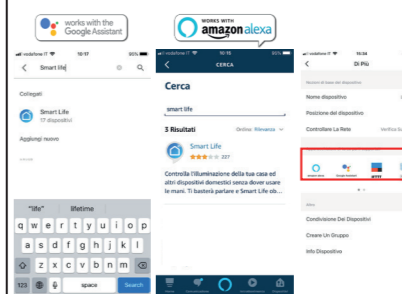 works with the
Google Assistant
WORKS WITH
amazon alexa
vodafone IT
10:17
Smart life
Collegati
Smart Life
17 dispositivi
Aggiungi nuovo
"life"
lifetime
q w e r t y u i o p
a s d f g h j k l
z x c v b n m
123
space
Search
vodafone IT
10:15
CERCA
Cerca
smart life
3 Risultati
Ordina: Rilevanza
Smart Life
227
Controlla l'illuminazione della tua casa ed
altri dispositivi domestici senza dover usare
le mani. Ti basterà parlare e Smart Life ob...
vodafone IT
11:34
Di Più
Nome dispositivo
Posizione del dispositivo
Controllare La Rete
Verifica
Altro
Condivisione Dei Dispositivi
Creare Un Gruppo
Info Dispositivo